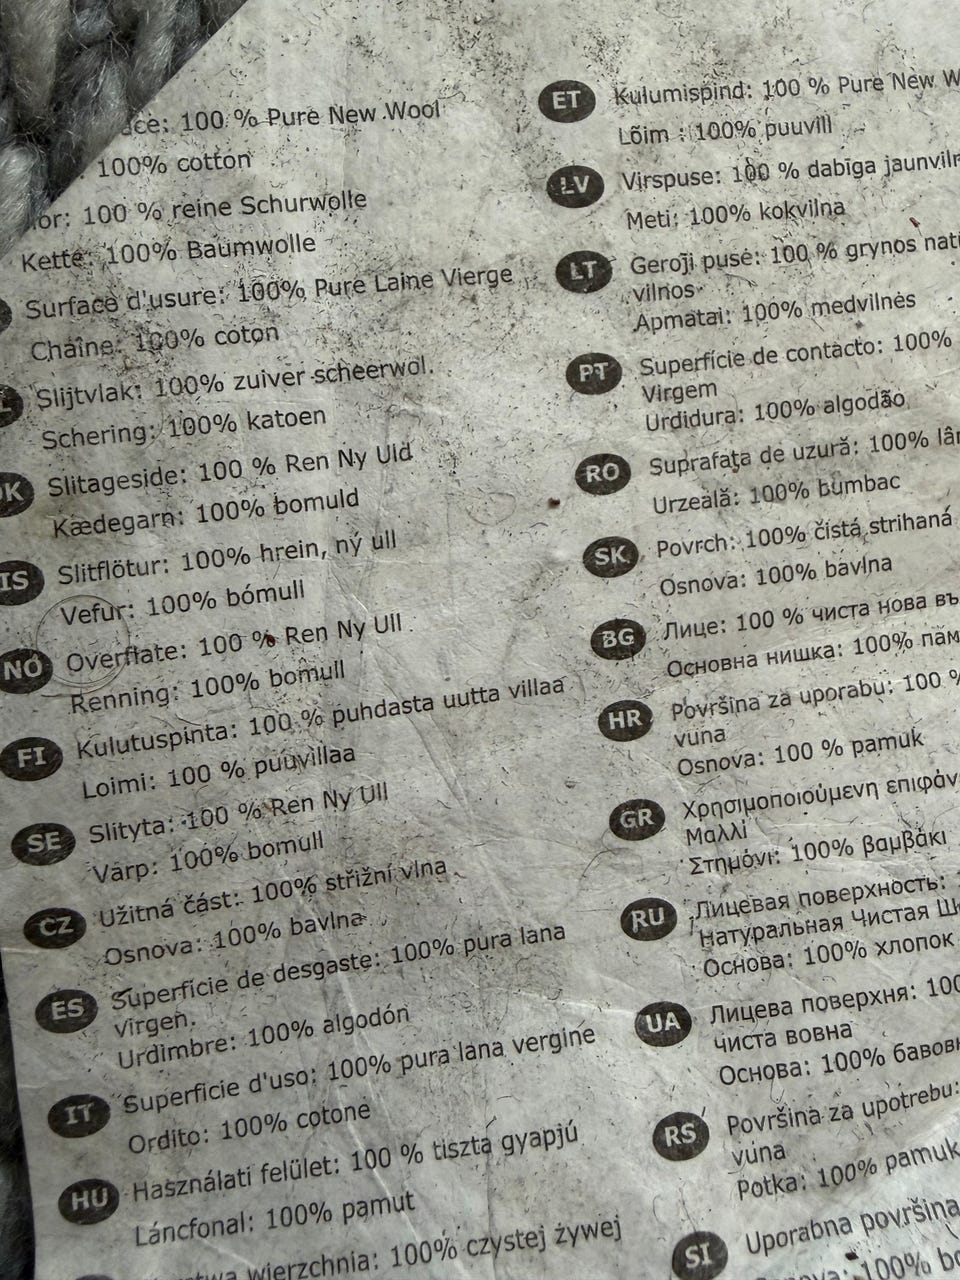 100 % Pure New Wool
100% cotton
100 % reine Schurwolle
Kette: 100% Baumwolle
Surface d'usure: 100% Pure Laine Vierge
Chaîne: 100% coton
Slijtvlak: 100% zuiver scheerwol.
Schering: 100% katoen
Slitageside: 100 % Ren Ny Uld
Kædegarn: 100% bomuld
IS Slitflötur: 100% hrein, ný ull
Vefur: 100% bómull
NO Overflate: 100 % Ren Ny Ull
Renning: 100% bomull
FI Kulutuspinta: 100 % puhdasta uutta villaa
Loimi: 100 % puuvillaa
SE Slityta: 100 % Ren Ny Ull
Varp: 100% bomull
CZ Užitná část: 100% střižní vlna
Osnova: 100% bavlna
ES Superficie de desgaste: 100% pura lana
virgen.
Urdimbre: 100% algodón
IT Superficie d'uso: 100% pura lana vergine
Ordito: 100% cotone
HU Használati felület: 100 % tiszta gyapjú
Láncfonal: 100% pamut
wierzchnia: 100% czystej żywej
ET Kulumispind: 100 % Pure New
Lõim : 100% puuvill
LV Virspuse: 100 % dabīga
Meti: 100% kokvilna
LT Geroji pusė: 100 % grynos
vilnos
Apmatai: 100% medvilnės
PT Superfície de contacto: 100%
Virgem
Urdidura: 100% algodão
RO Suprafaţa de uzură: 100%
Urzeală: 100% bumbac
SK Povrch: 100% čistá strihaná
Osnova: 100% bavlna
BG Лице: 100 % чиста нова
Основна нишка: 100%
HR Površina za uporabu: 100 %
vuna
Osnova: 100 % pamuk
GR Χρησιμοποιούμενη
Μαλλί
Στημόνι: 100% βαμβάκι
RU Лицевая поверхность:
Натуральная Чистая
Основа: 100% хлопок
UA Лицева поверхня:
чиста вовна
Основа: 100%
RS Površina za upotrebu:
vuna
Potka: 100% pamuk
SI Uporabna površina
100%